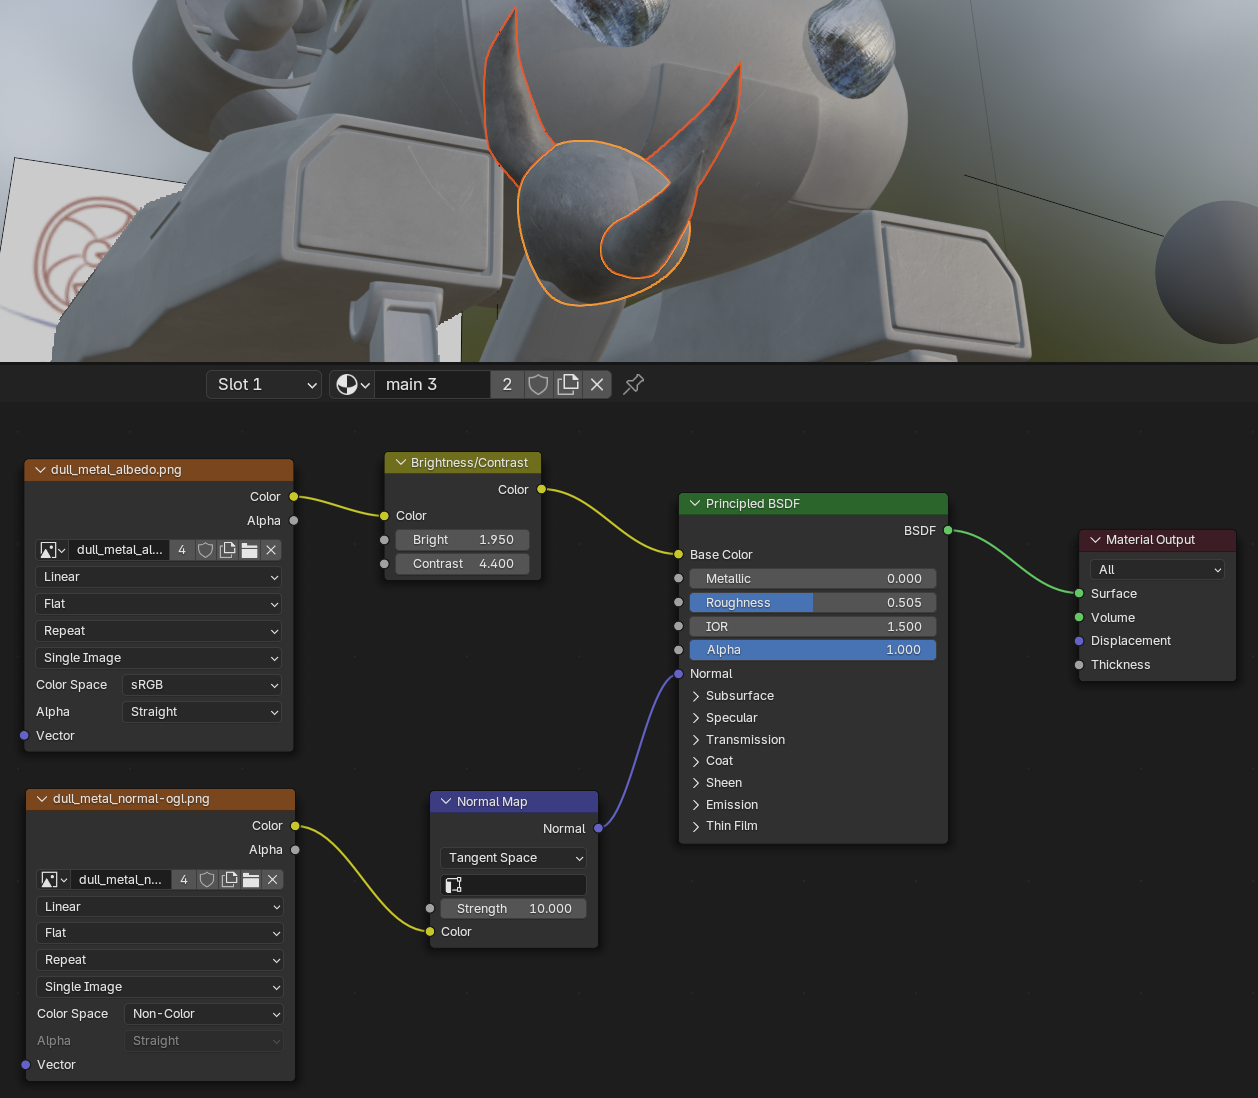 Slot 1
main 3
2
dull_metal_albedo.png
Color
Alpha
dull_metal_al...
4
Linear
Flat
Repeat
Single Image
Color Space
sRGB
Alpha
Straight
Vector
Brightness/Contrast
Color
Color
Bright 1.950
Contrast 4.400
Principled BSDF
BSDF
Base Color
Metallic 0.000
Roughness 0.505
IOR 1.500
Alpha 1.000
Normal
Subsurface
Specular
Transmission
Coat
Sheen
Emission
Thin Film
Material Output
All
Surface
Volume
Displacement
Thickness
dull_metal_normal-ogl.png
Color
Alpha
dull_metal_n...
4
Linear
Flat
Repeat
Single Image
Color Space
Non-Color
Alpha
Straight
Vector
Normal Map
Normal
Tangent Space
Strength 10.000
Color